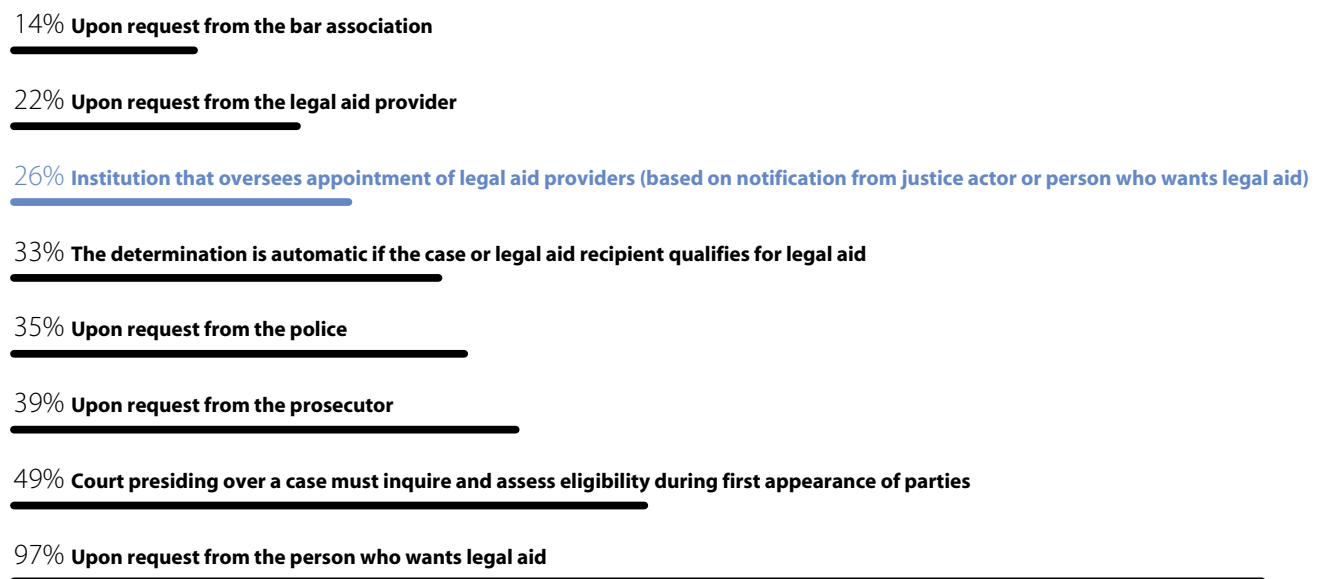 14% Upon request from the bar association
22% Upon request from the legal aid provider
26% Institution that oversees appointment of legal aid providers (based on notification from justice actor or person who wants legal aid)
33% The determination is automatic if the case or legal aid recipient qualifies for legal aid
35% Upon request from the police
39% Upon request from the prosecutor
49% Court presiding over a case must inquire and assess eligibility during first appearance of parties
97% Upon request from the person who wants legal aid